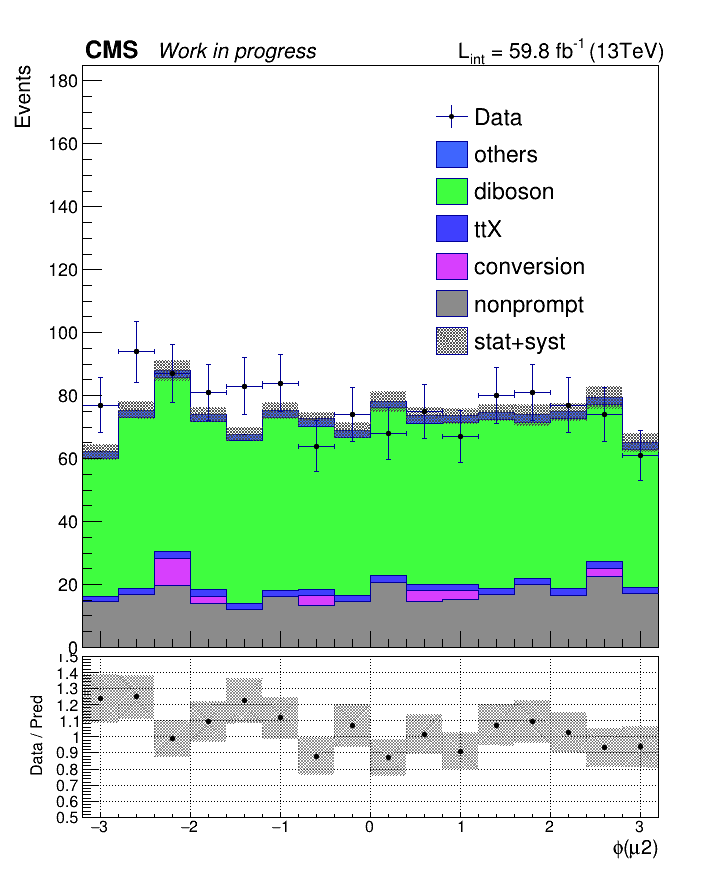 CMS Work in progress L_int = 59.8 fb^-1 (13TeV)
Events
180
160
140
120
100
80
60
40
20
0
Data
others
diboson
ttX
conversion
nonprompt
stat+syst
Data / Pred
1.5
1.4
1.3
1.2
1.1
1
0.9
0.8
0.7
0.6
0.5
−3 −2 −1 0 1 2 3
φ(μ2)